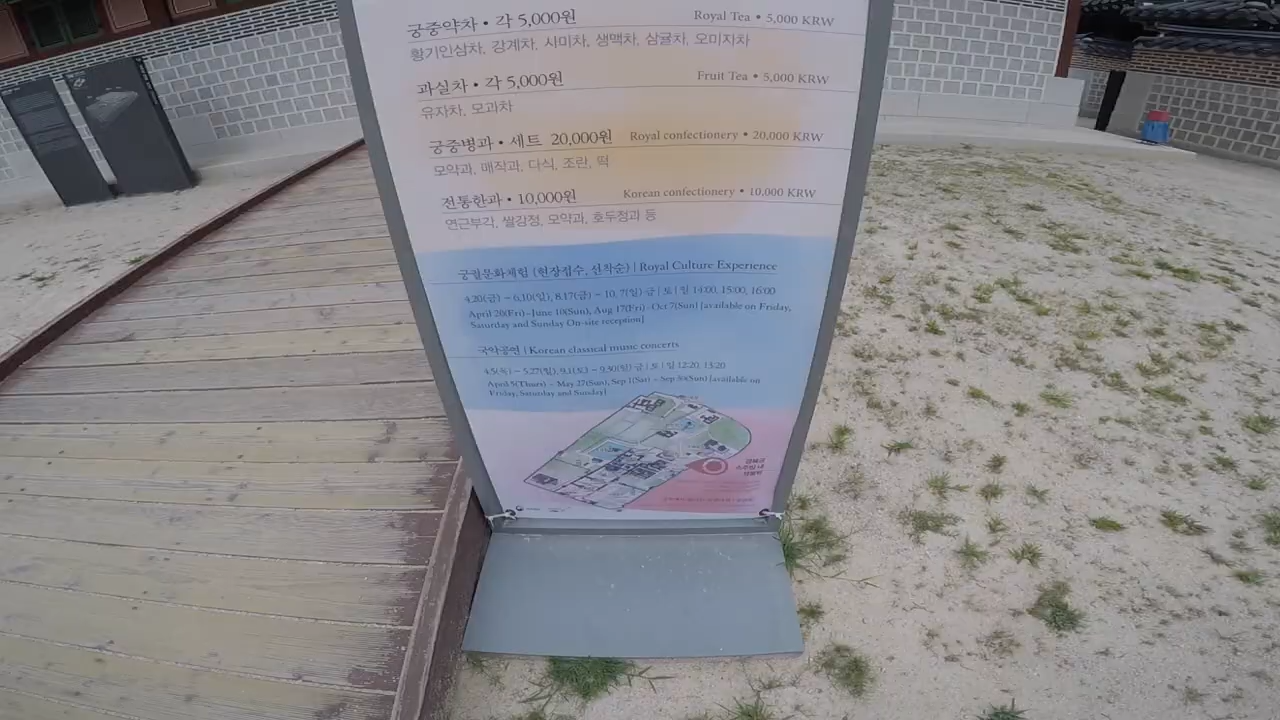 궁중약차 • 각 5,000원 Royal Tea • 5,000 KRW
황기인삼차, 강계차, 사미차, 생맥차, 삼귤차, 오미자차
과실차 • 각 5,000원 Fruit Tea • 5,000 KRW
유자차, 모과차
궁중병과 • 세트 20,000원 Royal confectionery • 20,000 KRW
모약과, 매작과, 다식, 조란, 떡
전통한과 • 10,000원 Korean confectionery • 10,000 KRW
연근부각, 쌀강정, 모약과, 호두정과 등
궁궐문화체험 (현장접수, 선착순) | Royal Culture Experience
4.20(금) ~ 6.10(일), 8.17(금) ~ 10. 7(일) 금 | 토 | 일 14:00, 15:00, 16:00
April 20(Fri)~June 10(Sun), Aug 17(Fri)~Oct 7(Sun) [available on Friday,
Saturday and Sunday On-site reception]
국악공연 | Korean classical music concerts
4.5(목) ~ 5.27(일), 9.1(토) ~ 9.30(일) 금 | 토 | 일 12:20, 13:20
April 5(Thurs) ~ May 27(Sun), Sep 1(Sat) ~ Sep 30(Sun) [available on
Friday, Saturday and Sunday]
경복궁